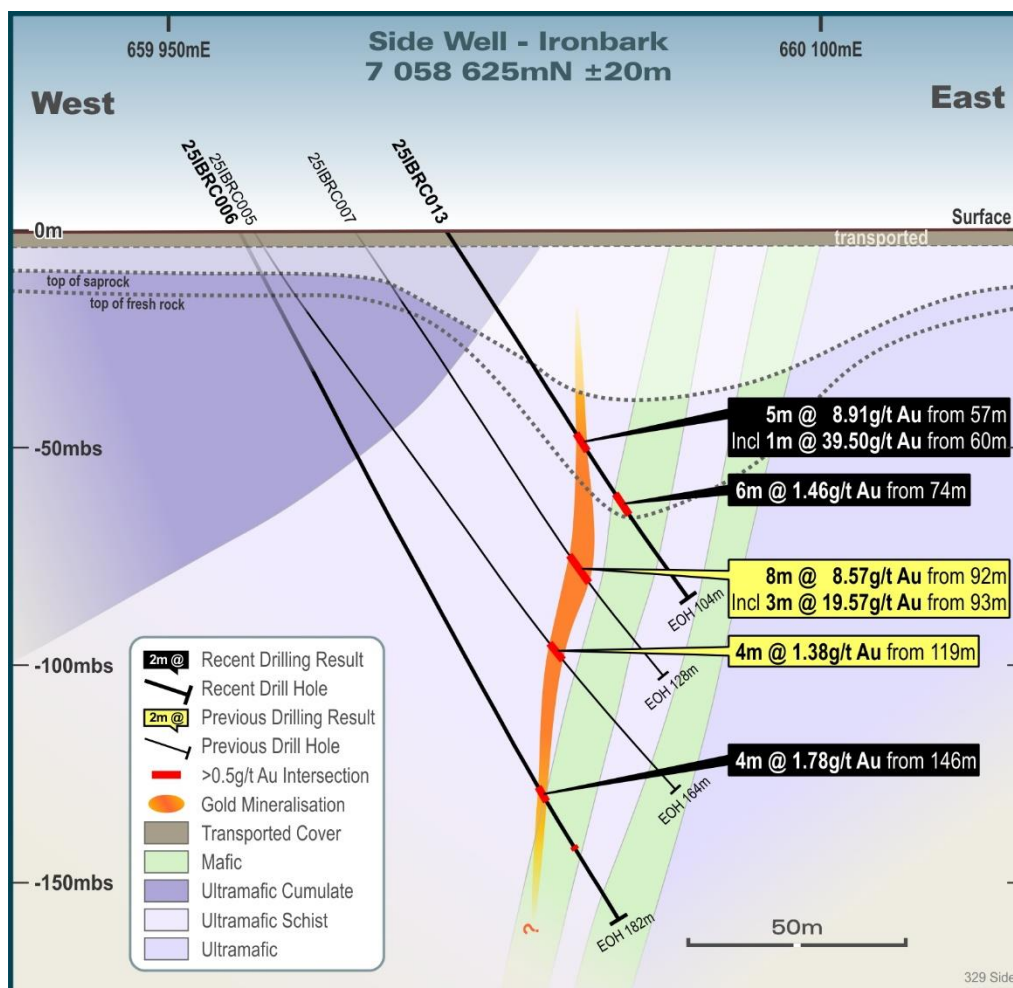 659 950mE
Side Well - Ironbark
7 058 625mN ±20m
660 100mE
West
East
25IBRC006
25IBRC005
25IBRC007
25IBRC013
0m
Surface
transported
top of saprock
top of fresh rock
5m @ 8.91g/t Au from 57m
Incl 1m @ 39.50g/t Au from 60m
-50mbs
6m @ 1.46g/t Au from 74m
8m @ 8.57g/t Au from 92m
Incl 3m @ 19.57g/t Au from 93m
EOH 104m
4m @ 1.38g/t Au from 119m
-100mbs
EOH 128m
4m @ 1.78g/t Au from 146m
EOH 164m
-150mbs
EOH 182m
?
2m @ Recent Drilling Result
Recent Drill Hole
2m @ Previous Drilling Result
Previous Drill Hole
>0.5g/t Au Intersection
Gold Mineralisation
Transported Cover
Mafic
Ultramafic Cumulate
Ultramafic Schist
Ultramafic
50m
329 Side